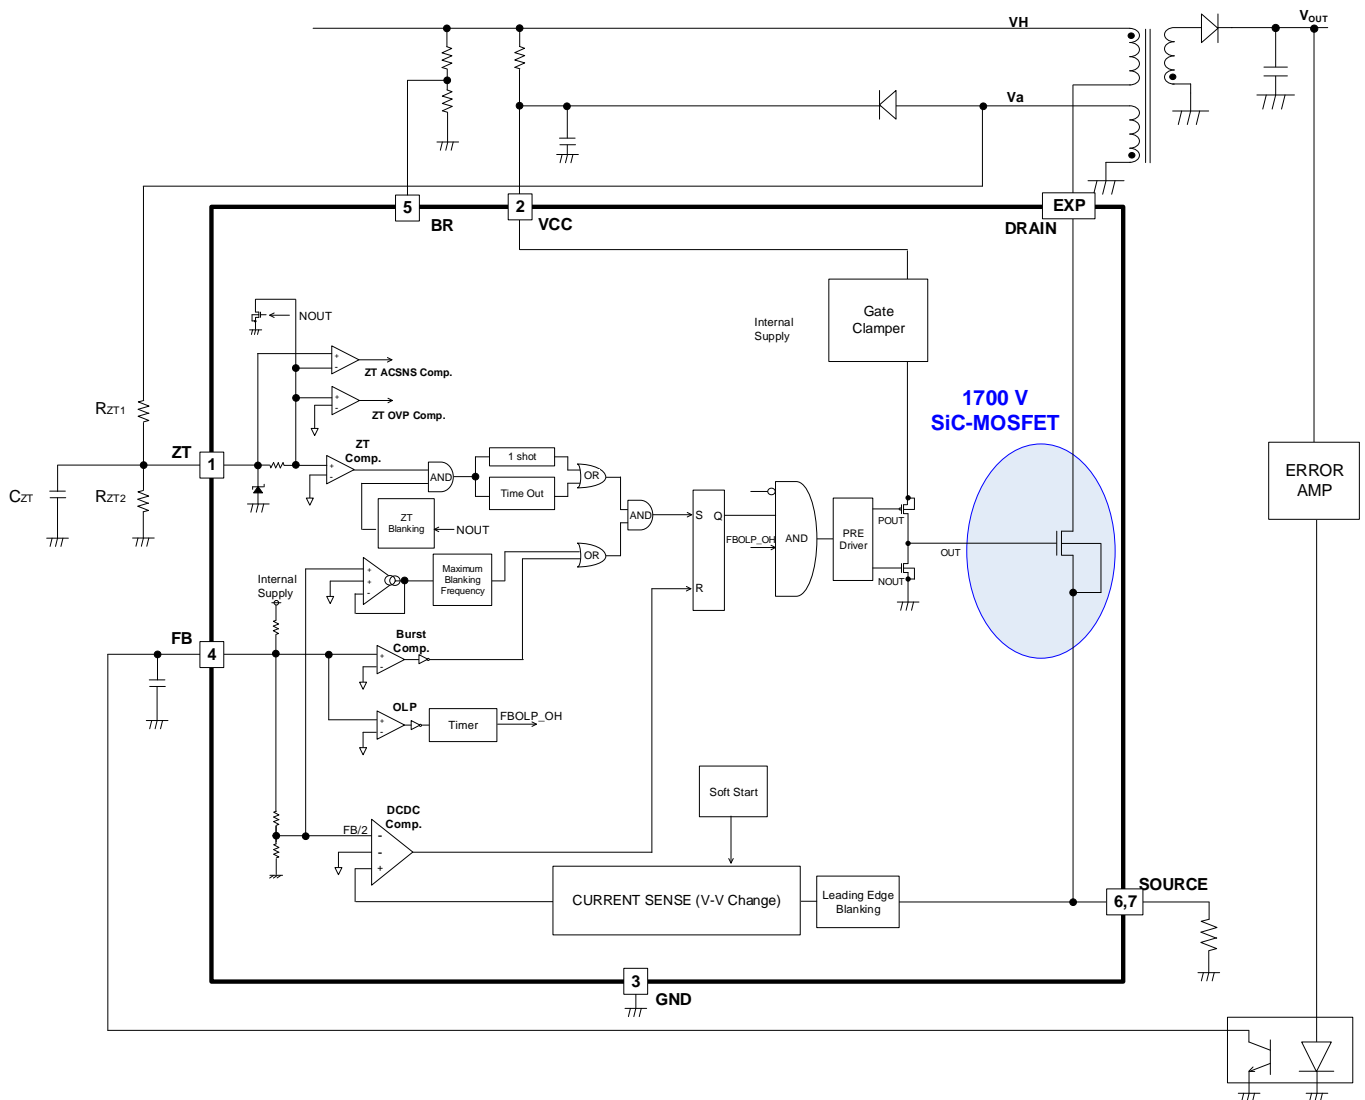 VH
VOUT
Va
5
BR
2
VCC
EXP
DRAIN
NOUT
Internal
Supply
Gate
Clamper
+
-
ZT ACSNS Comp.
+
-
ZT OVP Comp.
1700 V
SiC-MOSFET
RZT1
ZT
1
ZT
Comp.
+
-
AND
1 shot
Time Out
OR
ERROR
AMP
CZT
RZT2
ZT
Blanking
NOUT
AND
S
Q
R
FBOLP_OH
AND
PRE
Driver
POUT
NOUT
OUT
OR
Internal
Supply
+
+
-
Maximum
Blanking
Frequency
FB
4
Burst
Comp.
+
-
OLP
+
-
Timer
FBOLP_OH
Soft Start
DCDC
Comp.
FB/2
-
-
+
CURRENT SENSE (V-V Change)
Leading Edge
Blanking
SOURCE
6,7
3
GND